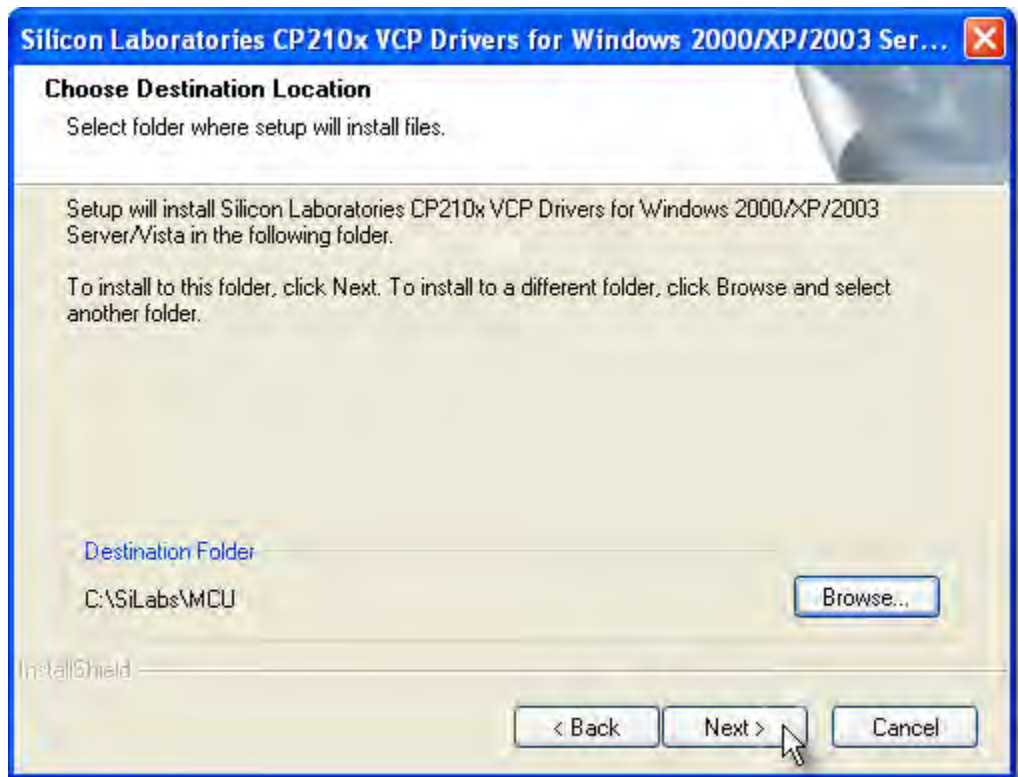 Silicon Laboratories CP210x VCP Drivers for Windows 2000/XP/2003 Ser...
Choose Destination Location
Select folder where setup will install files.
Setup will install Silicon Laboratories CP210x VCP Drivers for Windows 2000/XP/2003
Server/Vista in the following folder.
To install to this folder, click Next. To install to a different folder, click Browse and select
another folder.
Destination Folder
C:\SiLabs\MCU
Browse...
InstallShield
< Back
Next >
Cancel